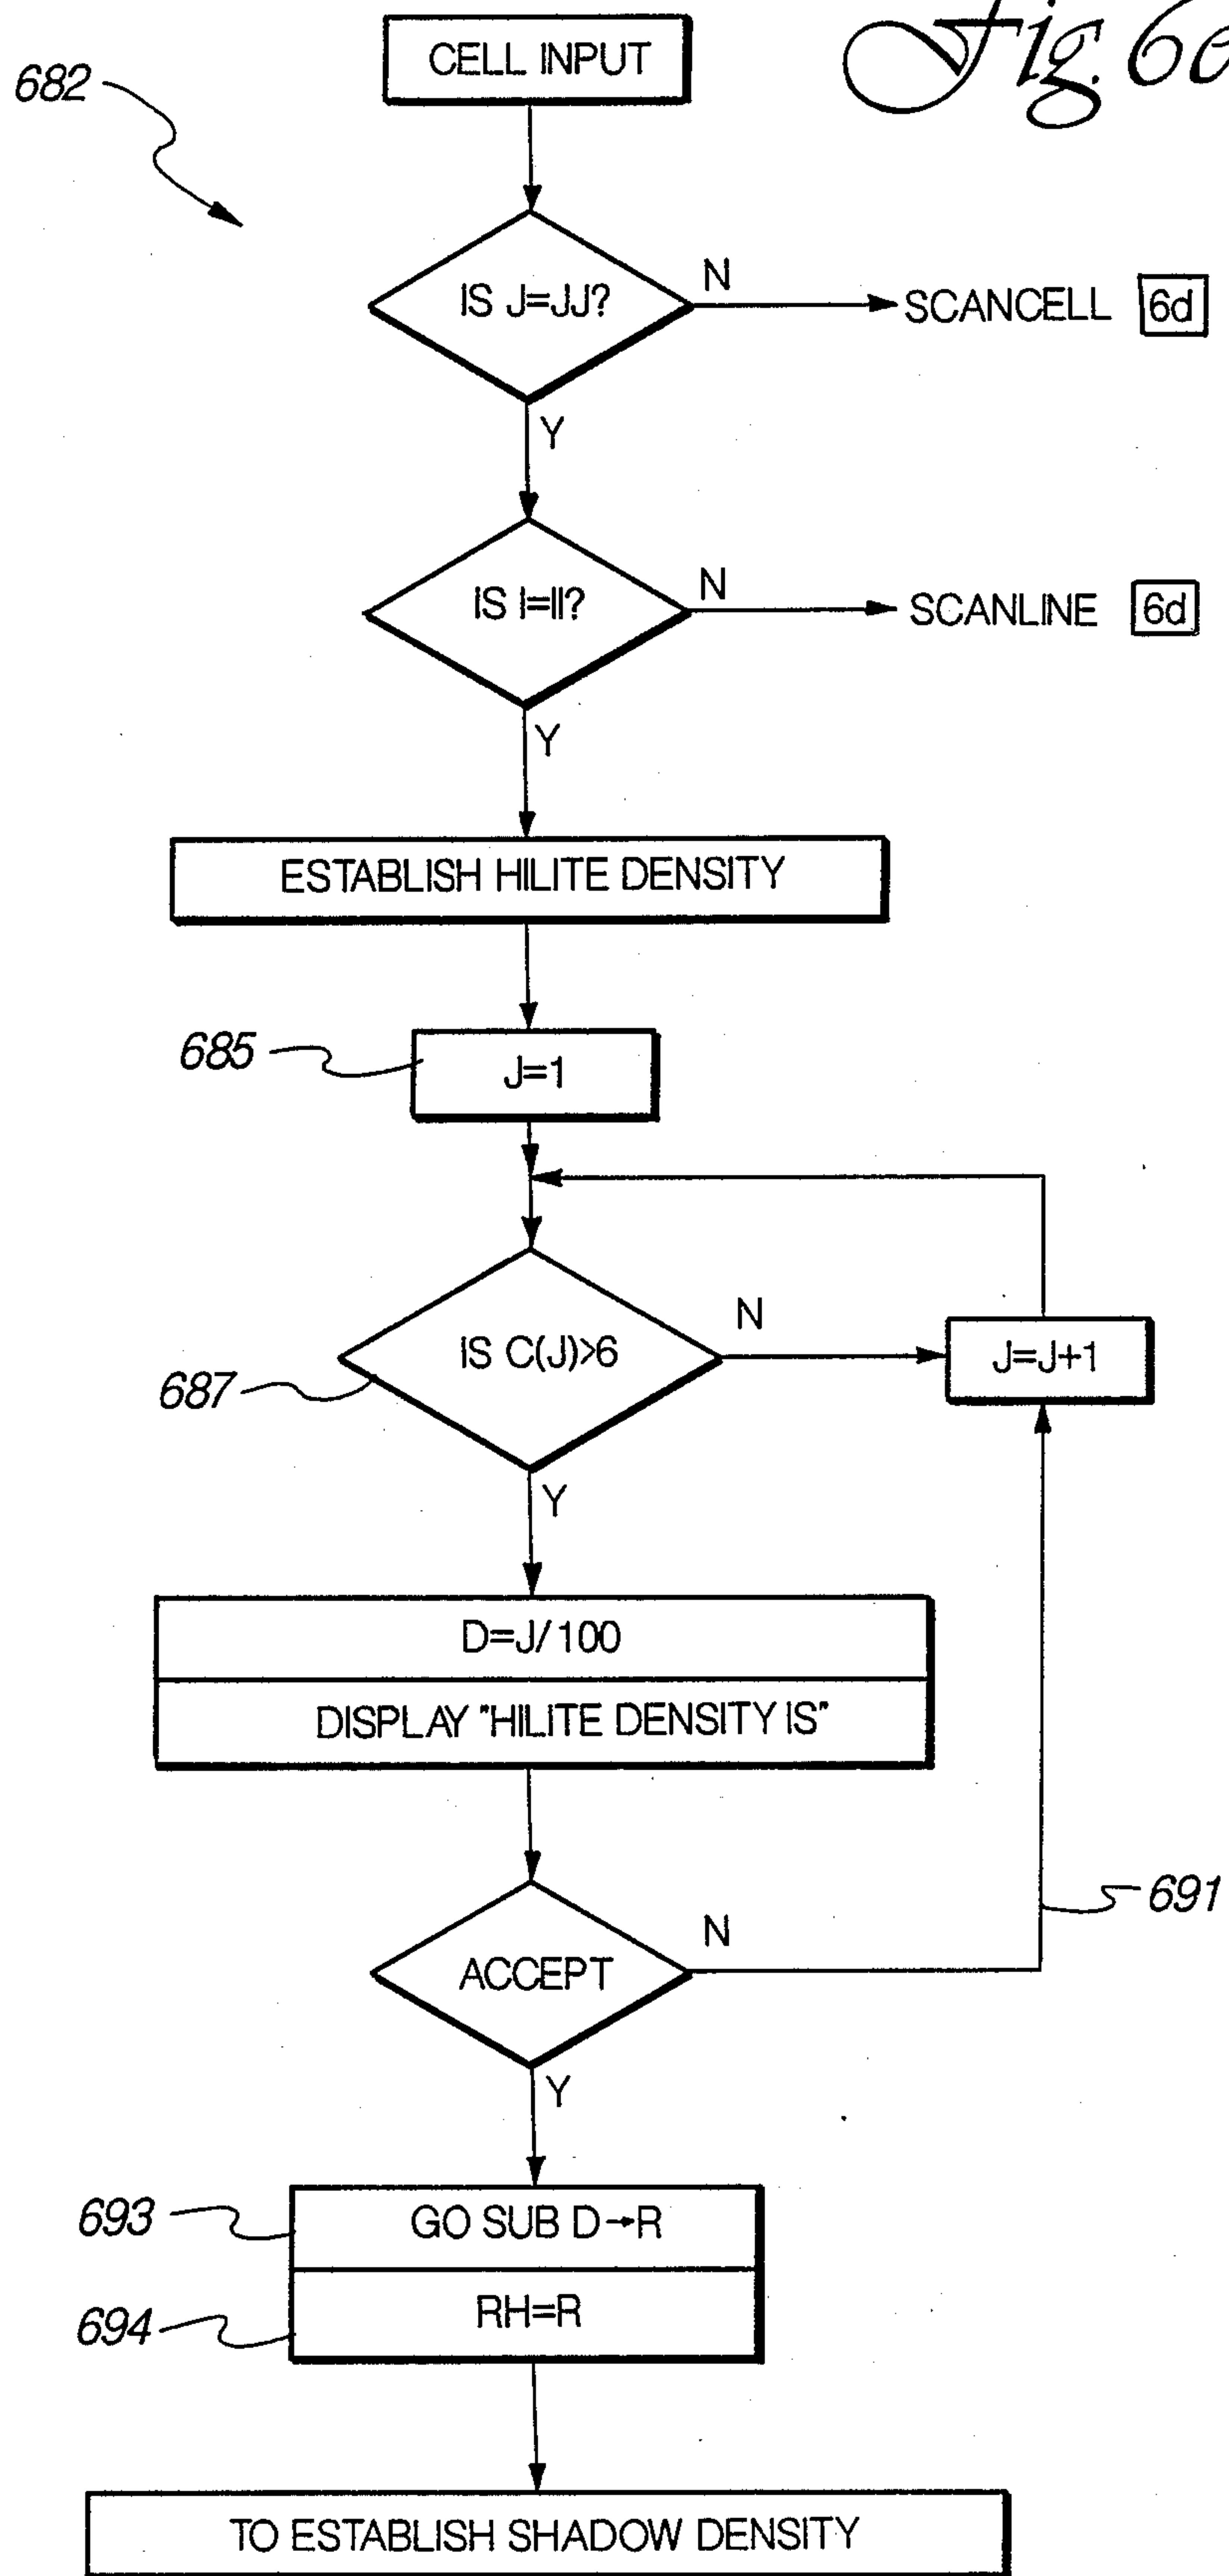 Fig. 6e
CELL INPUT
682
IS J=JJ?
N
SCANCELL 6d
Y
IS I=II?
N
SCANLINE 6d
Y
ESTABLISH HILITE DENSITY
685
J=1
IS C(J)>6
N
J=J+1
687
Y
D=J/100
DISPLAY "HILITE DENSITY IS"
691
ACCEPT
N
Y
693
GO SUB D→R
694
RH=R
TO ESTABLISH SHADOW DENSITY